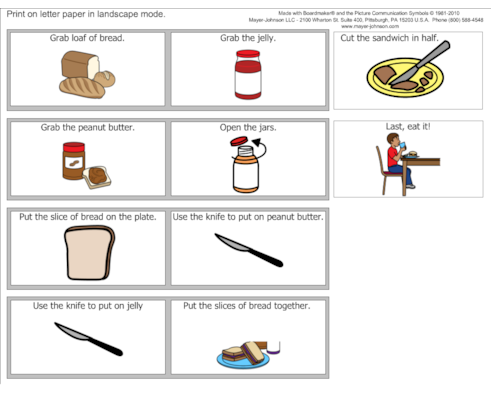 Print on letter paper in landscape mode.
Made with Boardmaker® and the Picture Communication Symbols © 1981-2010
Mayer-Johnson LLC - 2100 Wharton St. Suite 400, Pittsburgh, PA 15203 U.S.A. Phone (800) 588-4548
www.mayer-johnson.com
Grab loaf of bread.
Grab the jelly.
Cut the sandwich in half.
Grab the peanut butter.
Open the jars.
Last, eat it!
Put the slice of bread on the plate.
Use the knife to put on peanut butter.
Use the knife to put on jelly
Put the slices of bread together.